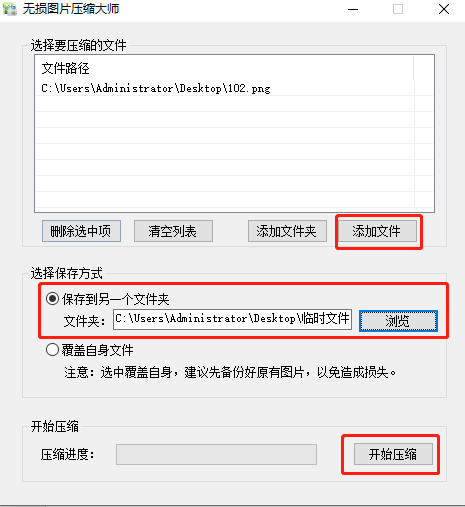 无损图片压缩大师
选择要压缩的文件
文件路径
C:\Users\Administrator\Desktop\102.png
删除选中项 清空列表 添加文件夹 添加文件
选择保存方式
保存到另一个文件夹
文件夹: C:\Users\Administrator\Desktop\临时文件 浏览
覆盖自身文件
注意：选中覆盖自身，建议先备份好原有图片，以免造成损失。
开始压缩
压缩进度： 开始压缩